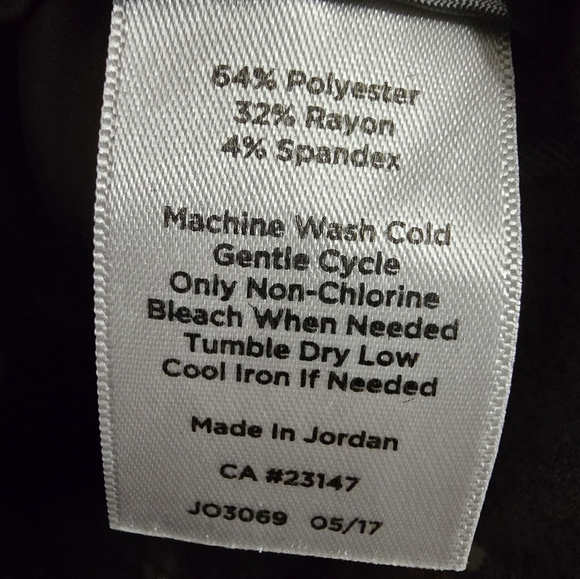 64% Polyester
32% Rayon
4% Spandex
Machine Wash Cold
Gentle Cycle
Only Non-Chlorine
Bleach When Needed
Tumble Dry Low
Cool Iron If Needed
Made In Jordan
CA #23147
JO3069 05/17